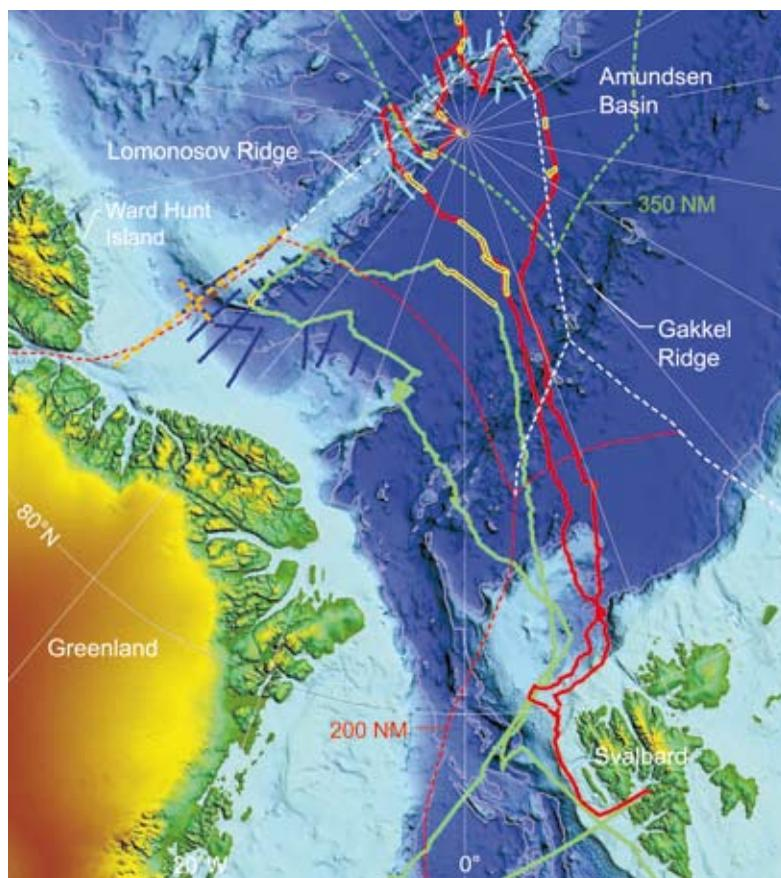 Amundsen
Basin
Lomonosov Ridge
350 NM
Ward Hunt
Island
Gakkel
Ridge
80°N
Greenland
200 NM
Svalbard
20°W
0°